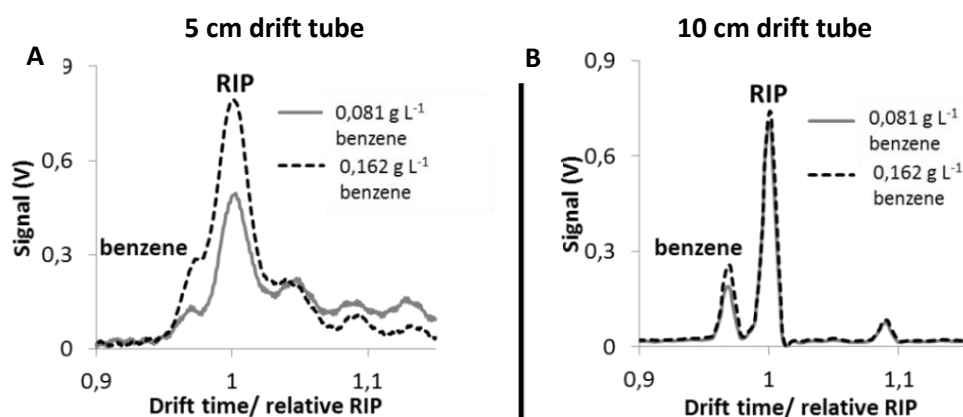 5 cm drift tube
A
9
RIP
0,081 g L⁻¹
benzene
0,162 g L⁻¹
benzene
0,6
Signal (V)
benzene
0,3
0
0,9
1
1,1
Drift time/ relative RIP
10 cm drift tube
B
0,9
RIP
0,081 g L⁻¹
benzene
0,162 g L⁻¹
benzene
0,6
Signal (V)
benzene
0,3
0
0,9
1
1,1
Drift time/ relative RIP